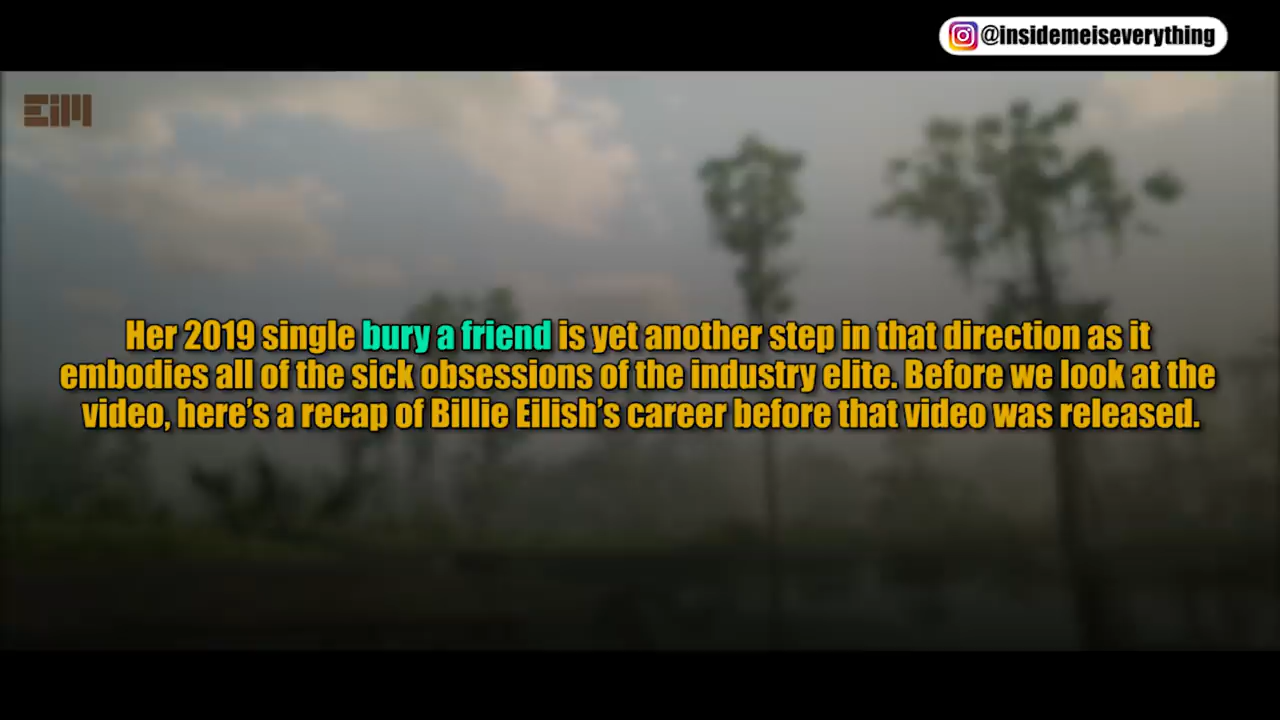 @insidemeiseverything
EiM
Her 2019 single bury a friend is yet another step in that direction as it
embodies all of the sick obsessions of the industry elite. Before we look at the
video, here’s a recap of Billie Eilish’s career before that video was released.